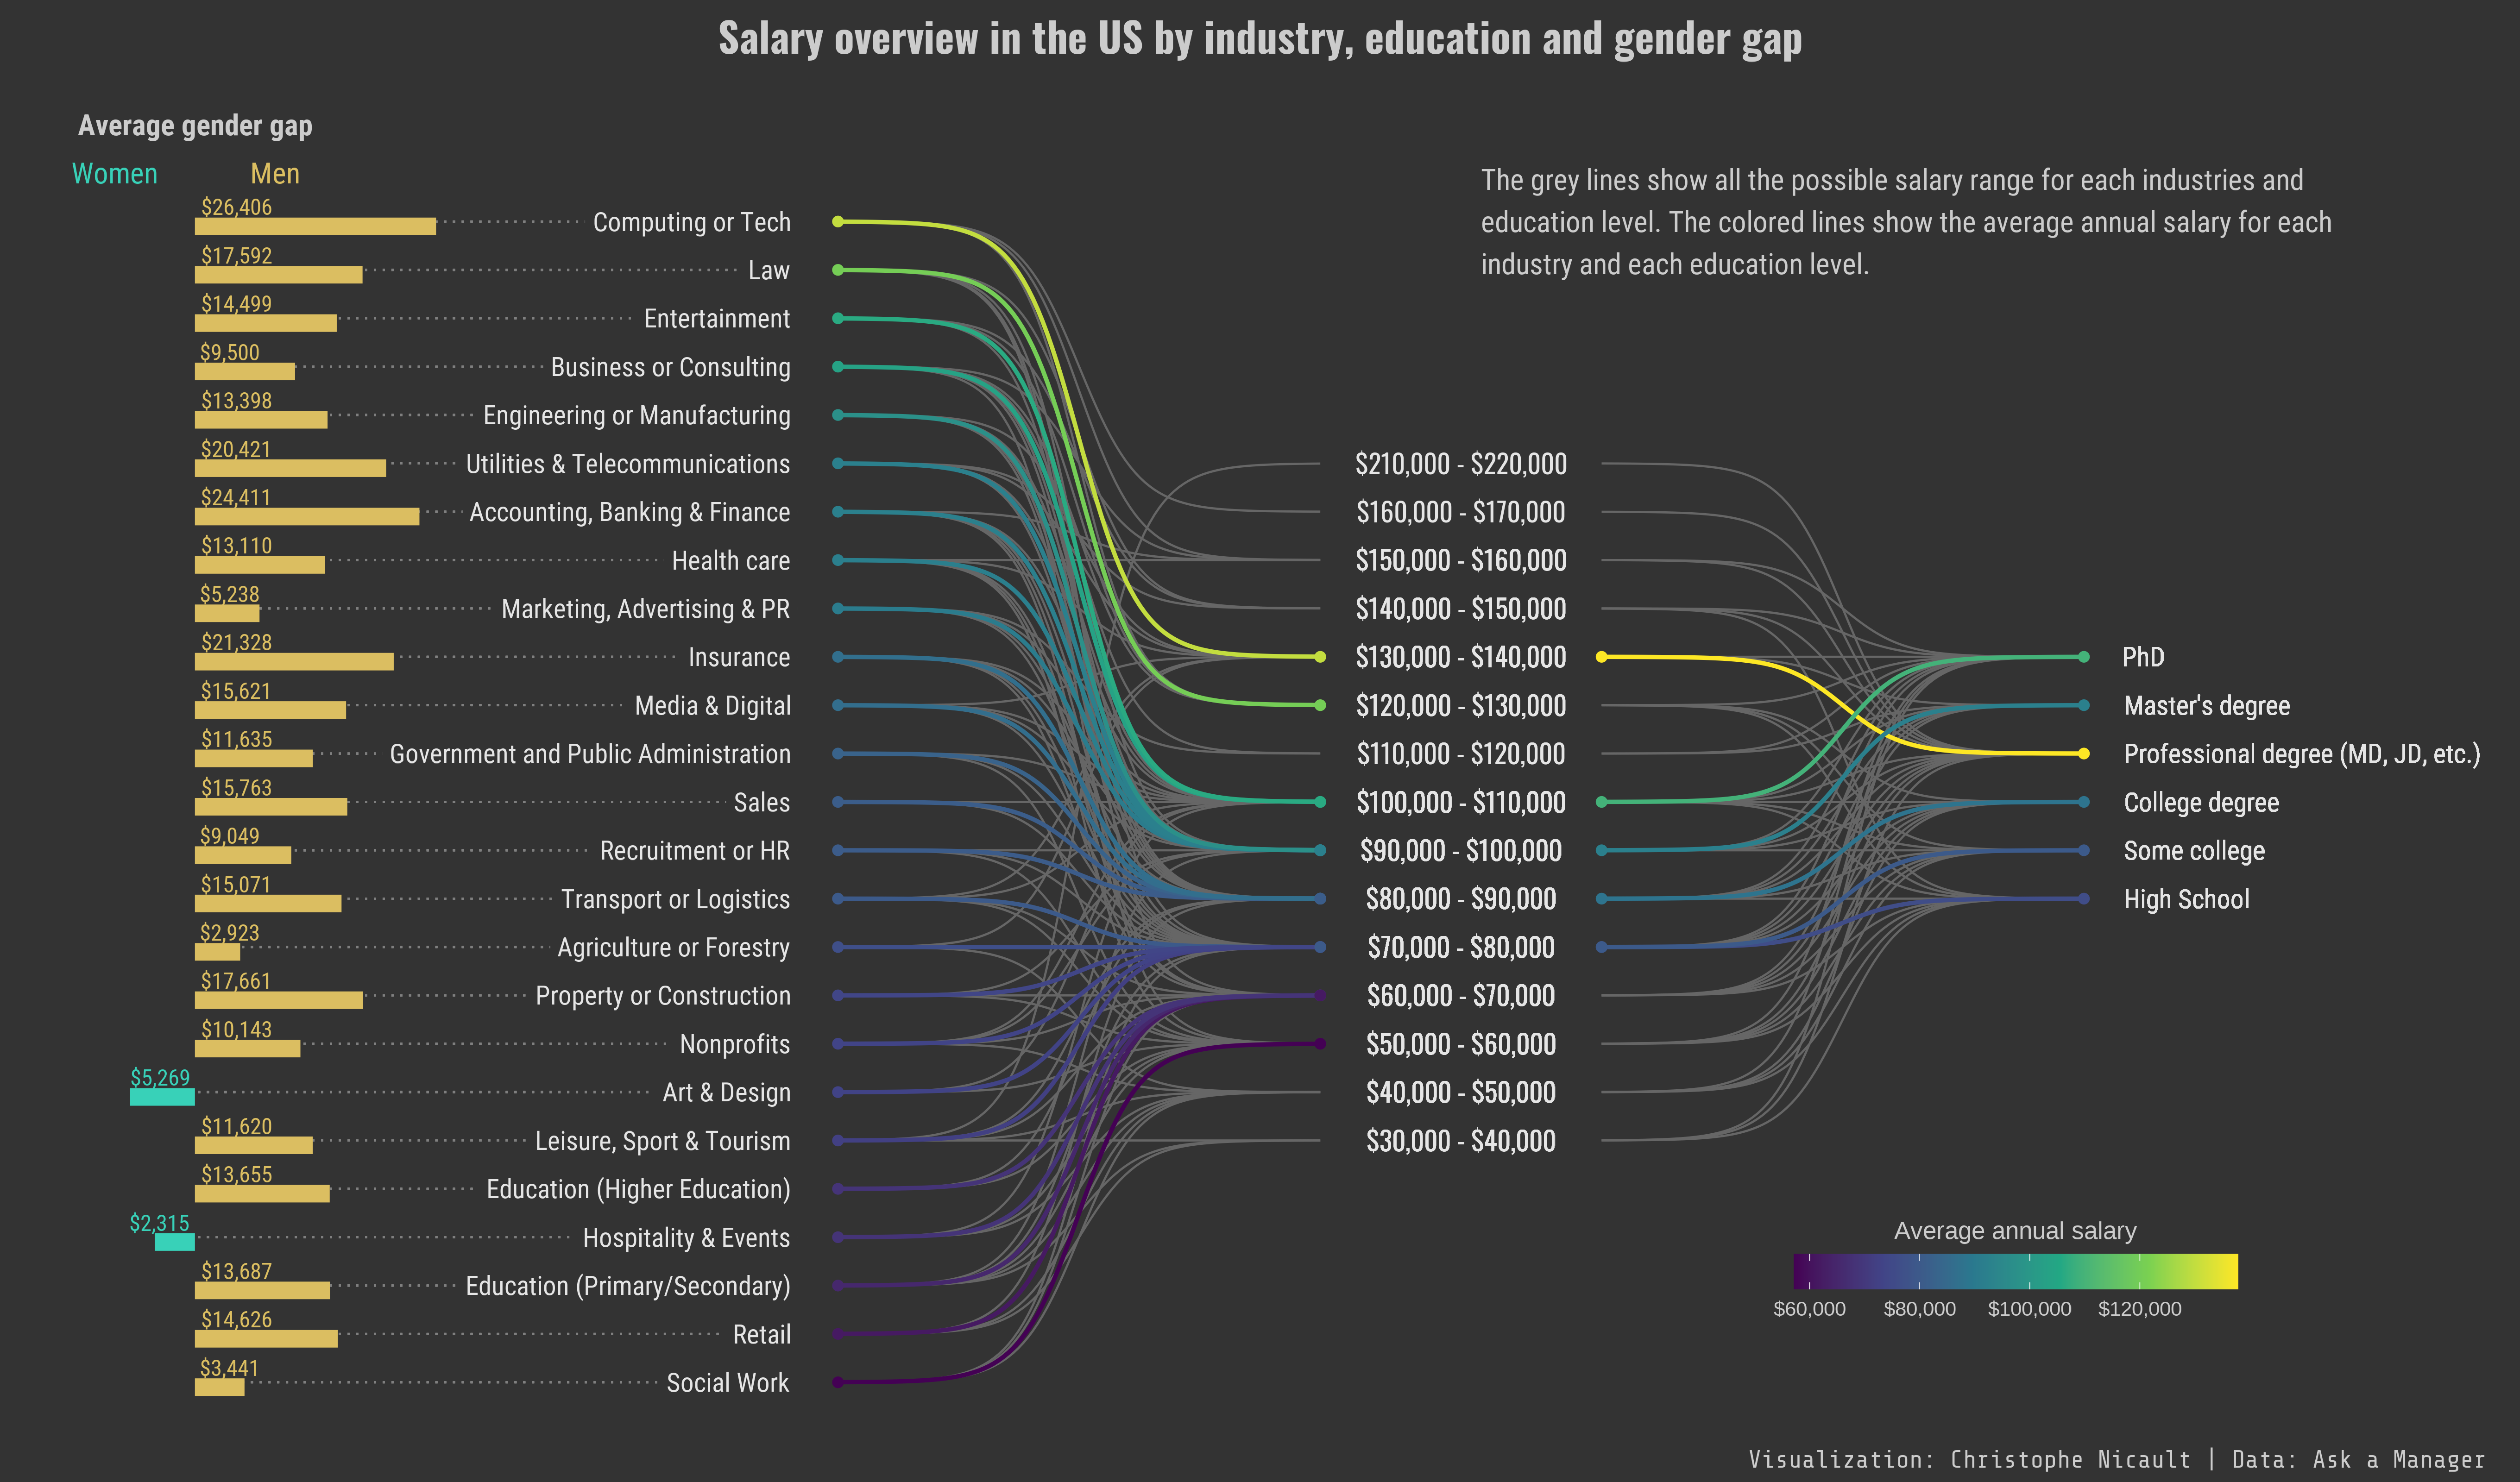 Salary overview in the US by industry, education and gender gap
Average gender gap
Women Men
The grey lines show all the possible salary range for each industries and
education level. The colored lines show the average annual salary for each
industry and each education level.
$26,406 Computing or Tech
$17,592 Law
$14,499 Entertainment
$9,500 Business or Consulting
$13,398 Engineering or Manufacturing
$20,421 Utilities & Telecommunications
$24,411 Accounting, Banking & Finance
$13,110 Health care
$5,238 Marketing, Advertising & PR
$21,328 Insurance
$15,621 Media & Digital
$11,635 Government and Public Administration
$15,763 Sales
$9,049 Recruitment or HR
$15,071 Transport or Logistics
$2,923 Agriculture or Forestry
$17,661 Property or Construction
$10,143 Nonprofits
$5,269 Art & Design
$11,620 Leisure, Sport & Tourism
$13,655 Education (Higher Education)
$2,315 Hospitality & Events
$13,687 Education (Primary/Secondary)
$14,626 Retail
$3,441 Social Work
$210,000 - $220,000
$160,000 - $170,000
$150,000 - $160,000
$140,000 - $150,000
$130,000 - $140,000
$120,000 - $130,000
$110,000 - $120,000
$100,000 - $110,000
$90,000 - $100,000
$80,000 - $90,000
$70,000 - $80,000
$60,000 - $70,000
$50,000 - $60,000
$40,000 - $50,000
$30,000 - $40,000
PhD
Master's degree
Professional degree (MD, JD, etc.)
College degree
Some college
High School
Average annual salary
$60,000 $80,000 $100,000 $120,000
Visualization: Christophe Nicault | Data: Ask a Manager